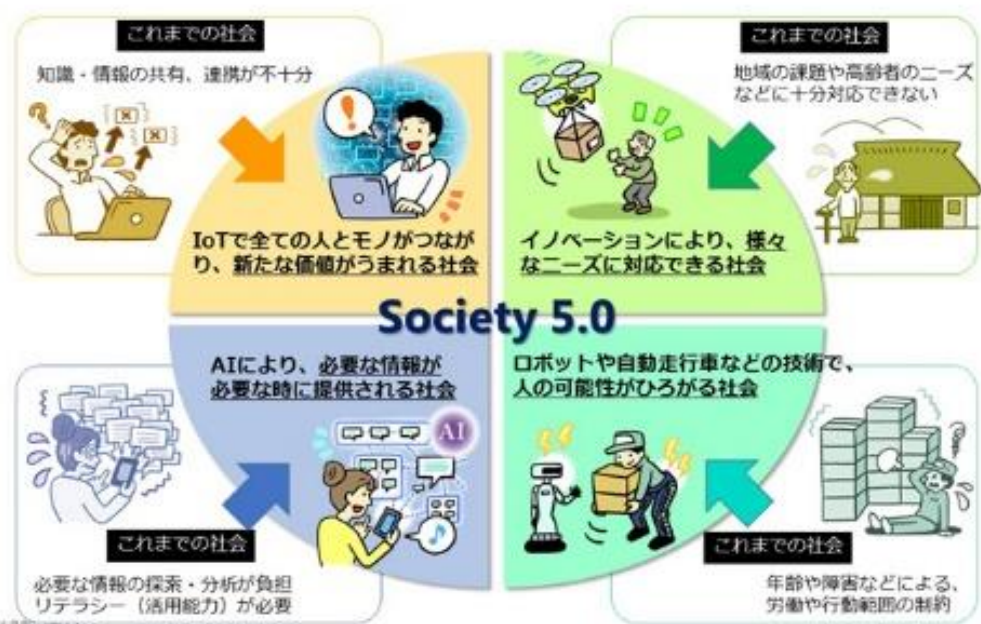 これまでの社会
知識・情報の共有、連携が不十分
IoTで全ての人とモノがつなが
り、新たな価値がうまれる社会
これまでの社会
地域の課題や高齢者のニーズ
などに十分対応できない
イノベーションにより、様々
なニーズに対応できる社会
Society 5.0
AIにより、必要な情報が
必要な時に提供される社会
AI
これまでの社会
必要な情報の探索・分析が負担
リテラシー（活用能力）が必要
ロボットや自動走行車などの技術で、
人の可能性がひろがる社会
これまでの社会
年齢や障害などによる、
労働や行動範囲の制約